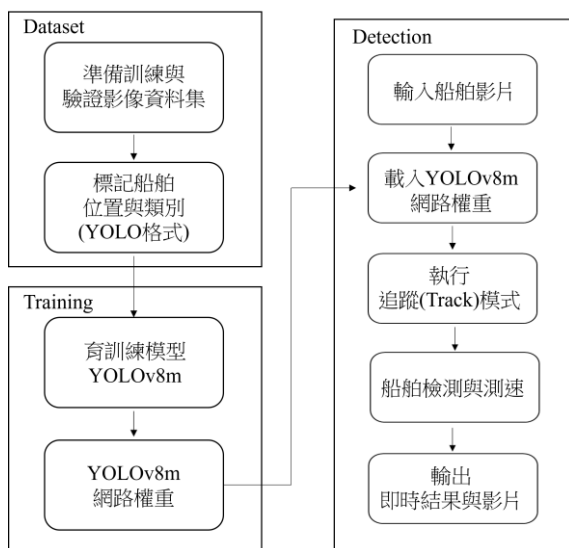 Dataset
準備訓練與
驗證影像資料集
標記船舶
位置與類別
(YOLO格式)
Training
育訓練模型
YOLOv8m
YOLOv8m
網路權重
Detection
輸入船舶影片
載入YOLOv8m
網路權重
執行
追蹤(Track)模式
船舶檢測與測速
輸出
即時結果與影片